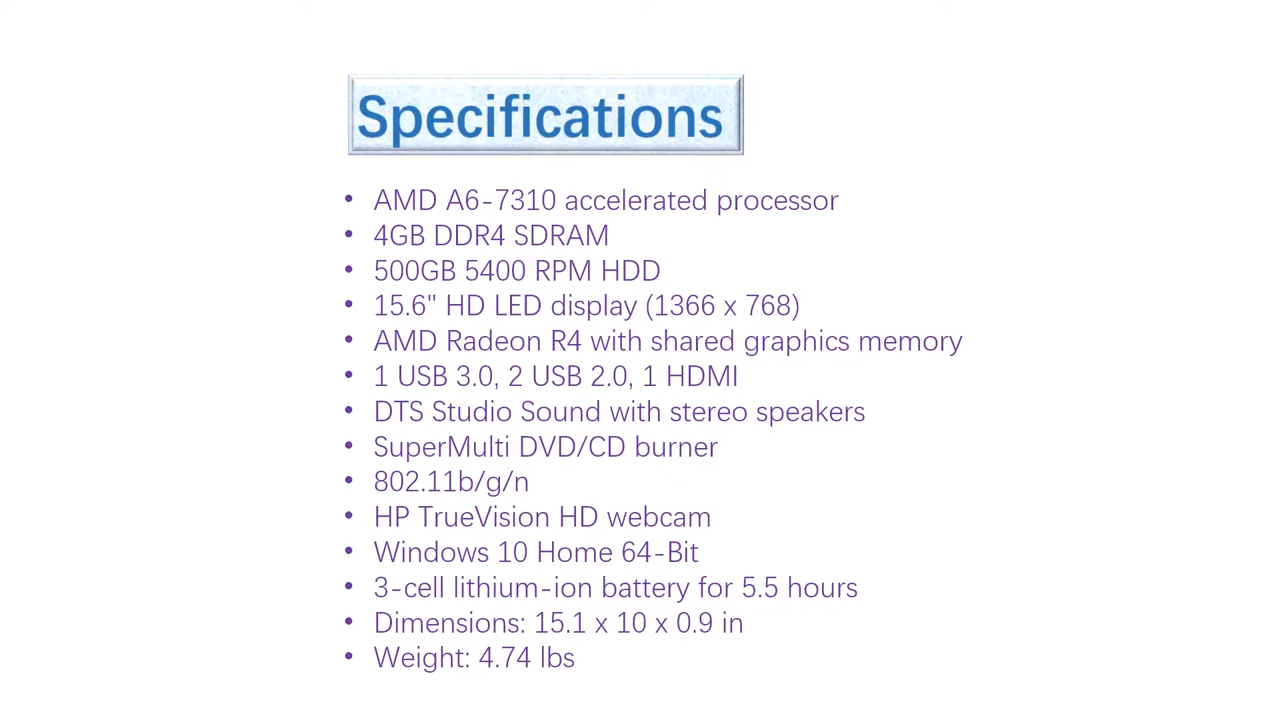 Specifications
• AMD A6-7310 accelerated processor
• 4GB DDR4 SDRAM
• 500GB 5400 RPM HDD
• 15.6" HD LED display (1366 x 768)
• AMD Radeon R4 with shared graphics memory
• 1 USB 3.0, 2 USB 2.0, 1 HDMI
• DTS Studio Sound with stereo speakers
• SuperMulti DVD/CD burner
• 802.11b/g/n
• HP TrueVision HD webcam
• Windows 10 Home 64-Bit
• 3-cell lithium-ion battery for 5.5 hours
• Dimensions: 15.1 x 10 x 0.9 in
• Weight: 4.74 lbs